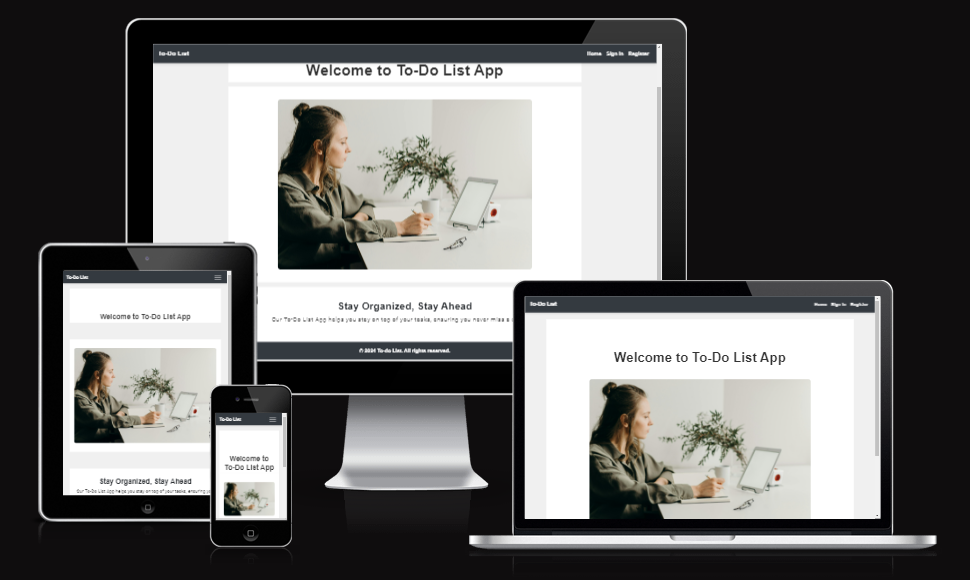 To-Do List
Home Sign In Register
Welcome to To-Do List App
Stay Organized, Stay Ahead
Our To-Do List App helps you stay on top of your tasks, ensuring you never miss a
© 2024 To-do List. All rights reserved.
To-Do List
Welcome to To-Do List App
Stay Organized, Stay Ahead
Our To-Do List App helps you stay on top of your tasks, ensuring
To-Do List
Welcome to
To-Do List App
To-Do List
Home Sign In Register
Welcome to To-Do List App